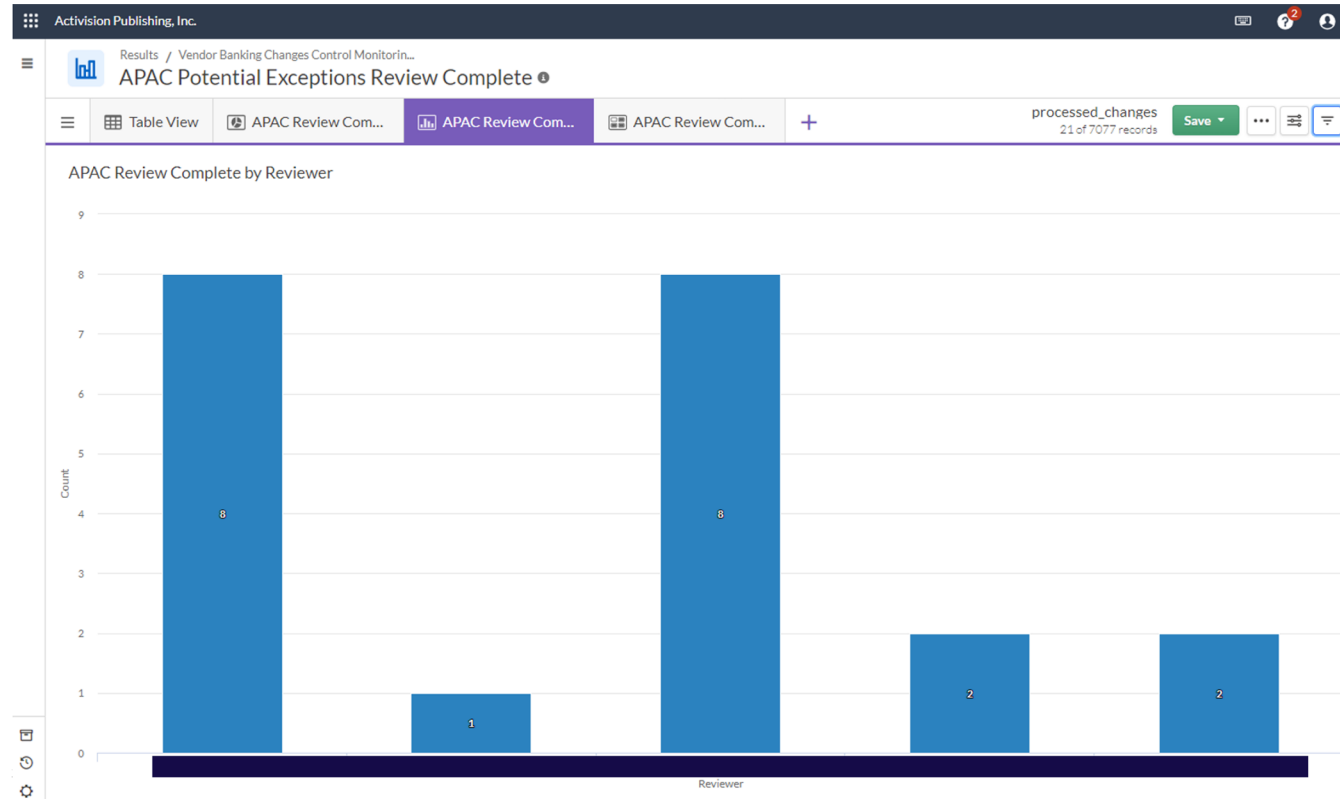 Activision Publishing, Inc.
2
Results / Vendor Banking Changes Control Monitorin...
APAC Potential Exceptions Review Complete
Table View
APAC Review Com...
APAC Review Com...
APAC Review Com...
+
processed_changes
21 of 7077 records
Save
APAC Review Complete by Reviewer
9
8
7
6
5
4
3
2
1
0
Count
8
1
8
2
2
Reviewer